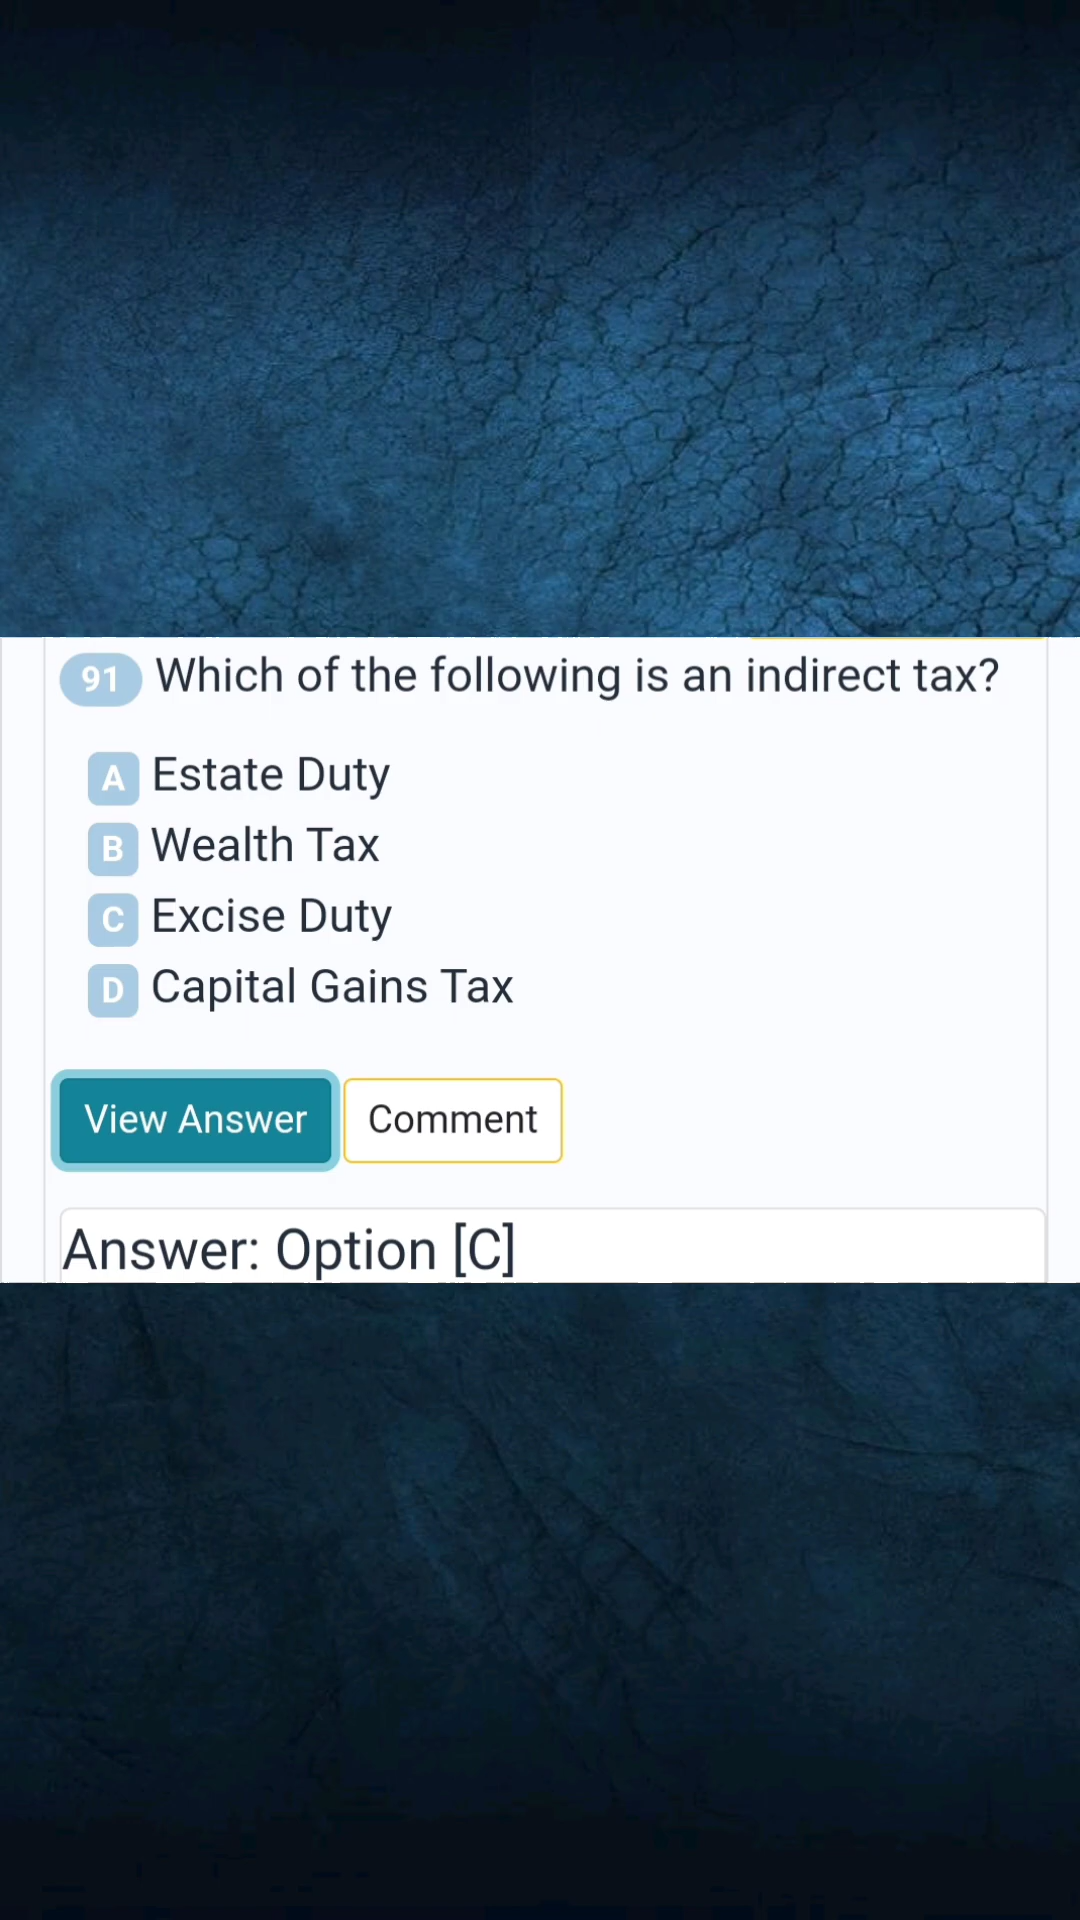 91 Which of the following is an indirect tax?
A Estate Duty
B Wealth Tax
C Excise Duty
D Capital Gains Tax
View Answer Comment
Answer: Option [C]